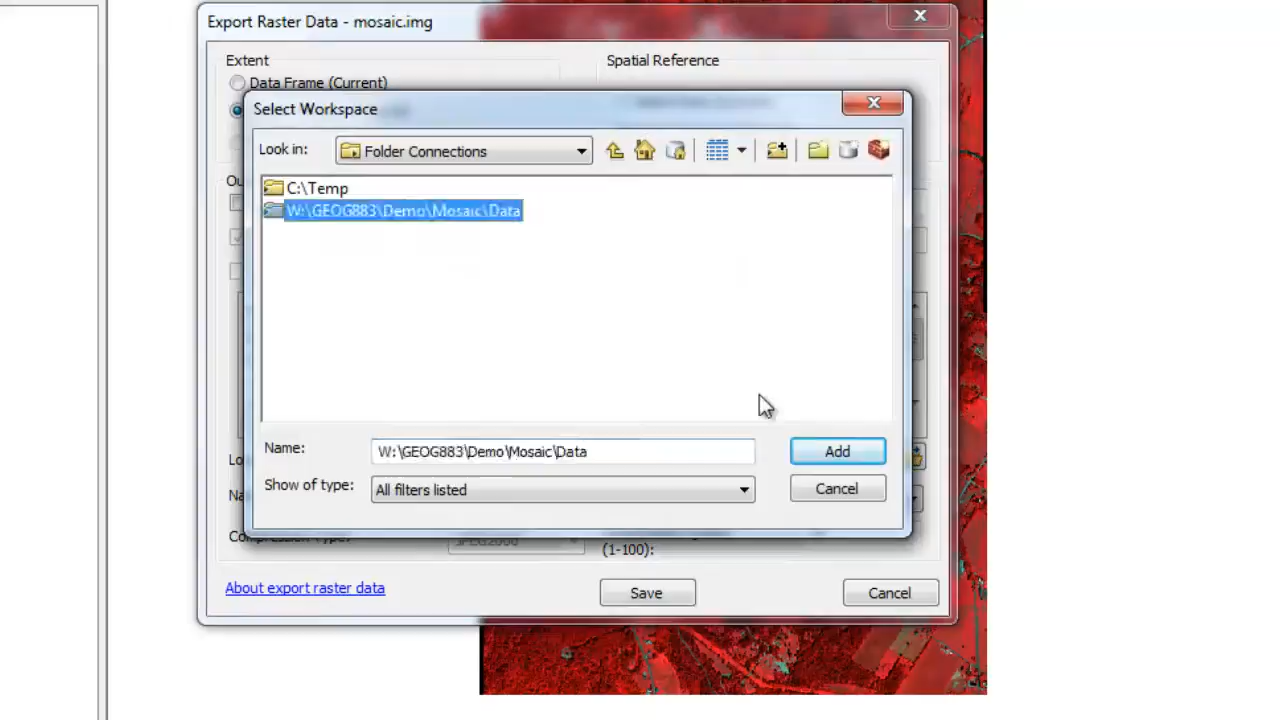 Export Raster Data - mosaic.img
Extent
Spatial Reference
Data Frame (Current)
Select Workspace
Look in:
Folder Connections
C:\Temp
W:\GEOG883\Demo\Mosaic\Data
Name:
W:\GEOG883\Demo\Mosaic\Data
Add
Show of type:
All filters listed
Cancel
JPEG2000
(1-100):
About export raster data
Save
Cancel